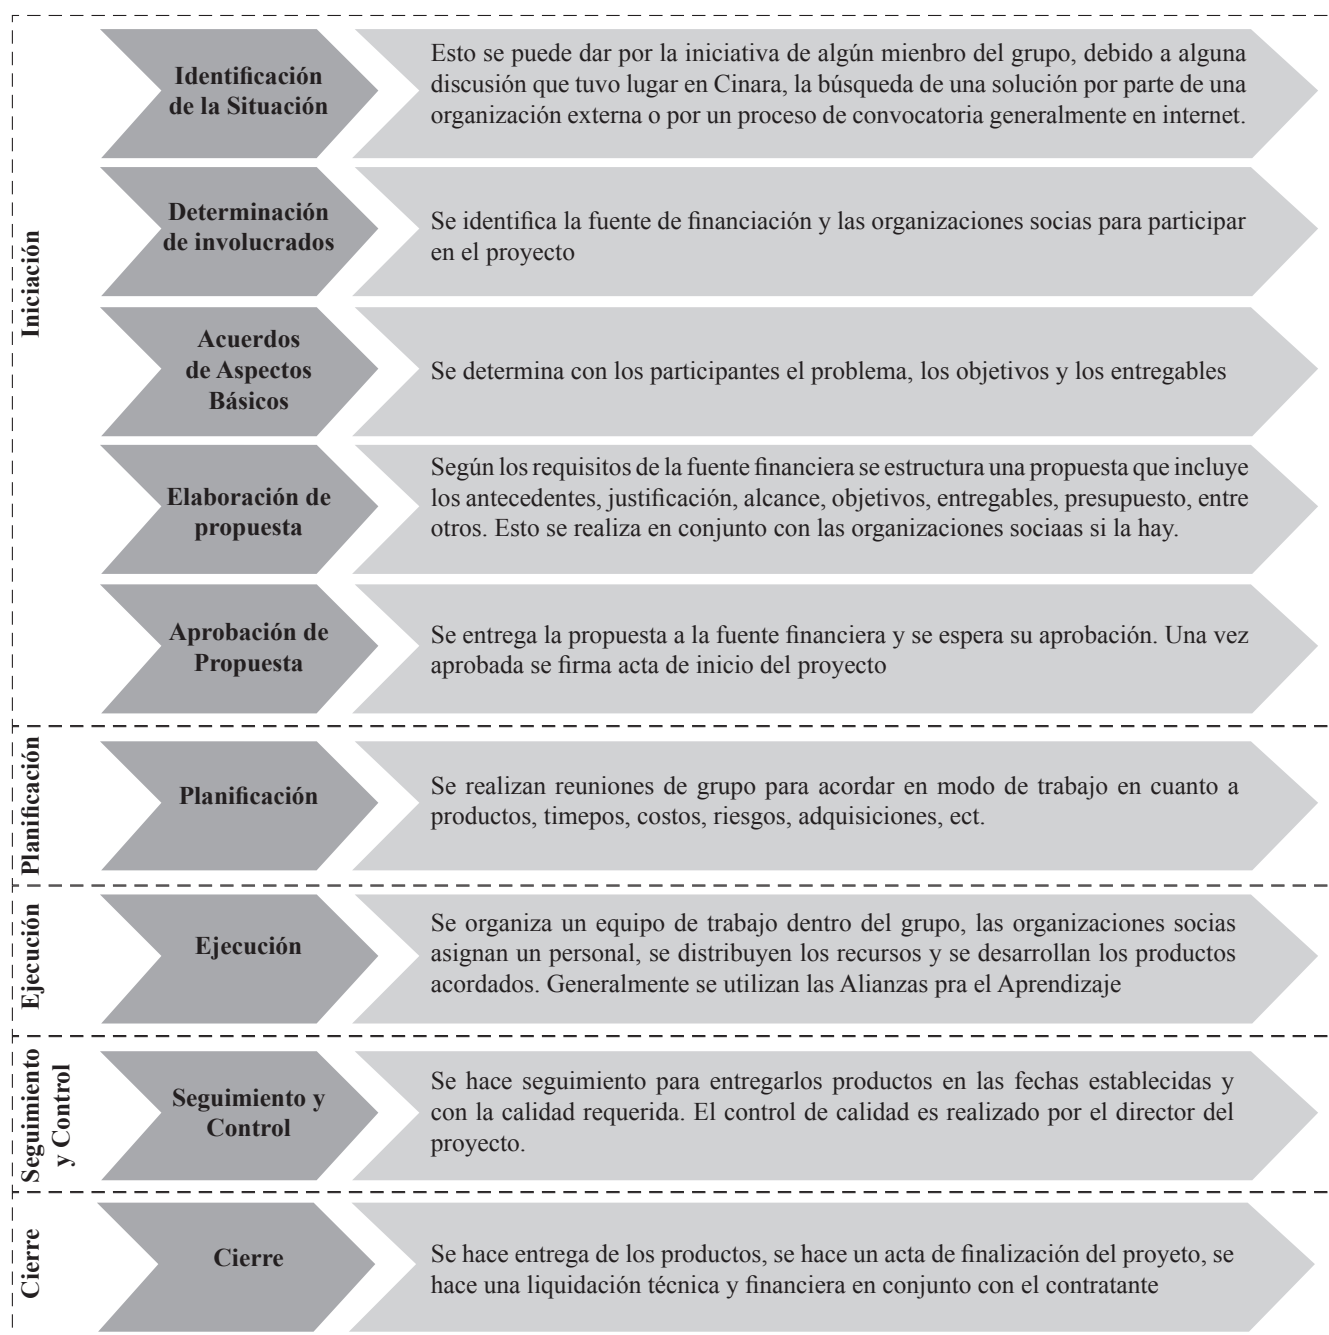 Iniciación
Identificación
de la Situación
Esto se puede dar por la iniciativa de algún mienbro del grupo, debido a alguna
discusión que tuvo lugar en Cinara, la búsqueda de una solución por parte de una
organización externa o por un proceso de convocatoria generalmente en internet.
Determinación
de involucrados
Se identifica la fuente de financiación y las organizaciones socias para participar
en el proyecto
Acuerdos
de Aspectos
Básicos
Se determina con los participantes el problema, los objetivos y los entregables
Elaboración de
propuesta
Según los requisitos de la fuente financiera se estructura una propuesta que incluye
los antecedentes, justificación, alcance, objetivos, entregables, presupuesto, entre
otros. Esto se realiza en conjunto con las organizaciones sociaas si la hay.
Aprobación de
Propuesta
Se entrega la propuesta a la fuente financiera y se espera su aprobación. Una vez
aprobada se firma acta de inicio del proyecto
Planificación
Planificación
Se realizan reuniones de grupo para acordar en modo de trabajo en cuanto a
productos, timepos, costos, riesgos, adquisiciones, ect.
Ejecución
Ejecución
Se organiza un equipo de trabajo dentro del grupo, las organizaciones socias
asignan un personal, se distribuyen los recursos y se desarrollan los productos
acordados. Generalmente se utilizan las Alianzas pra el Aprendizaje
Seguimiento
y Control
Seguimiento y
Control
Se hace seguimiento para entregarlos productos en las fechas establecidas y
con la calidad requerida. El control de calidad es realizado por el director del
proyecto.
Cierre
Cierre
Se hace entrega de los productos, se hace un acta de finalización del proyeto, se
hace una liquidación técnica y financiera en conjunto con el contratante